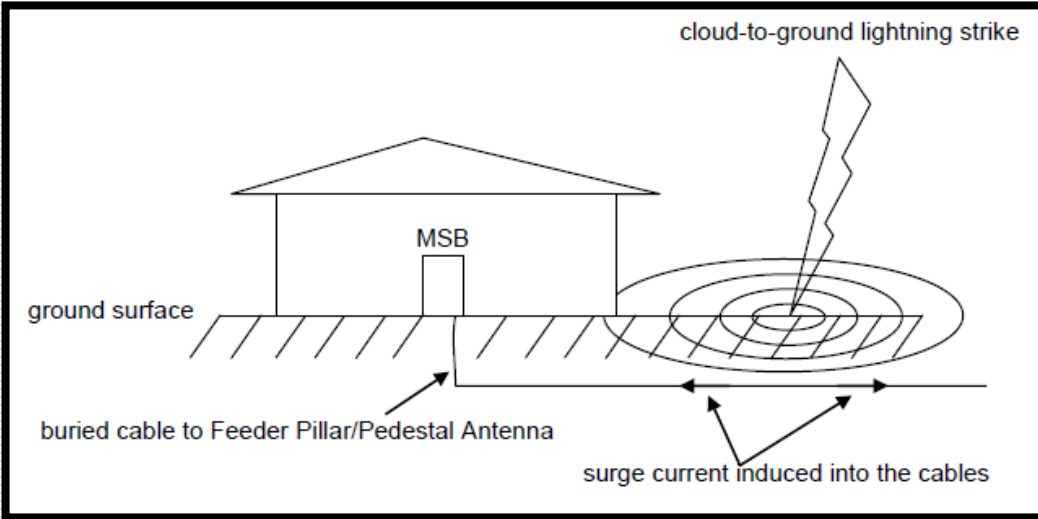 cloud-to-ground lightning strike
MSB
ground surface
buried cable to Feeder Pillar/Pedestal Antenna
surge current induced into the cables